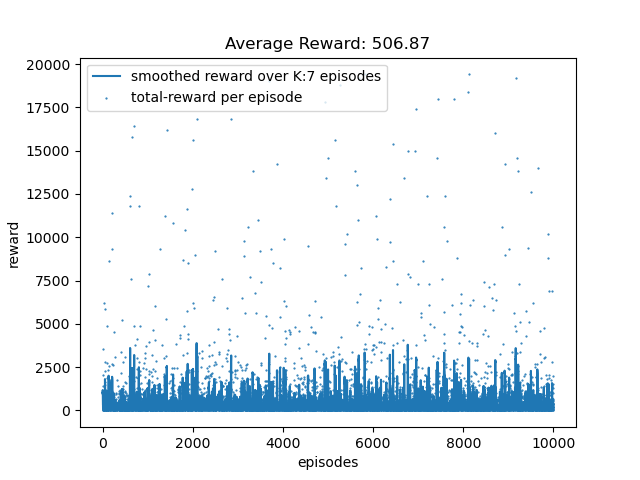 Average Reward: 506.87
smoothed reward over K:7 episodes
total-reward per episode
reward
20000
17500
15000
12500
10000
7500
5000
2500
0
0 2000 4000 6000 8000 10000
episodes